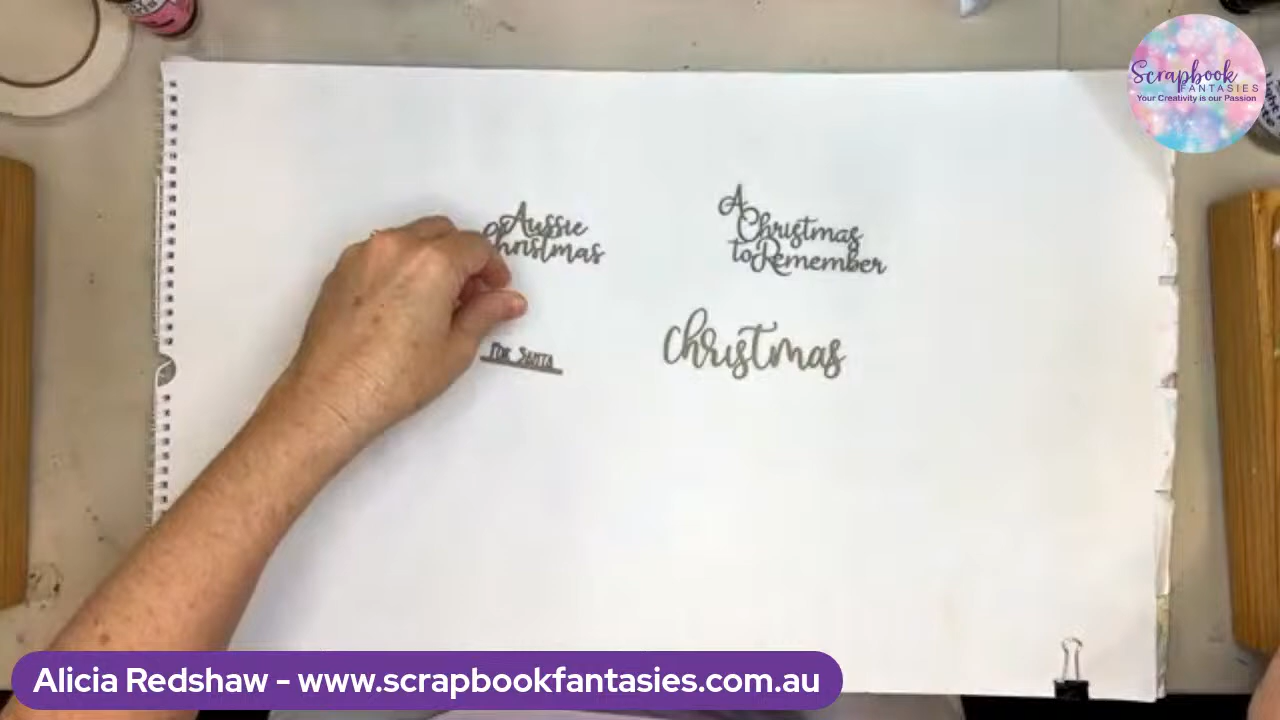 Scrapbook
FANTASIES
Your Creativity is our Passion
Aussie
Christmas
A
Christmas
to Remember
For Santa
christmas
Alicia Redshaw - www.scrapbookfantasies.com.au